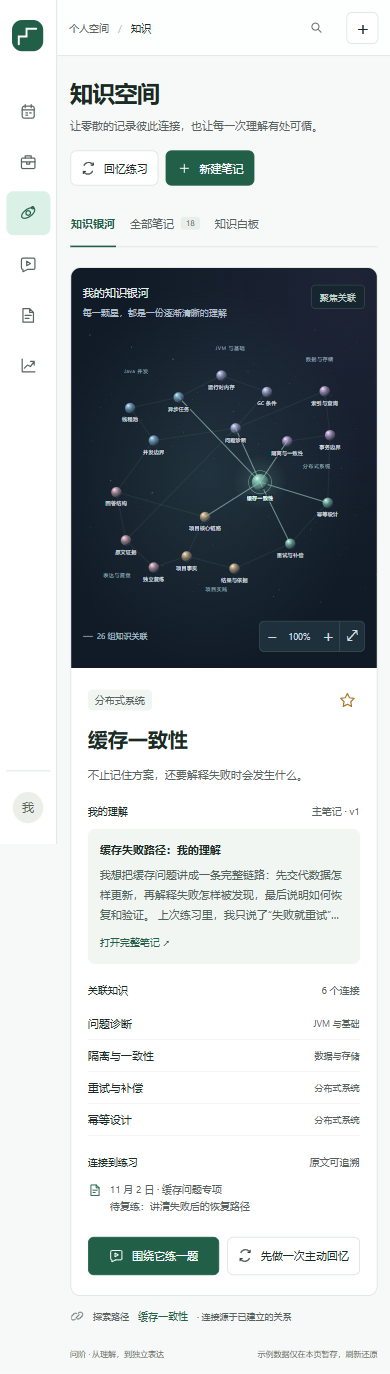 个人空间 / 知识
知识空间
让零散的记录彼此连接，也让每一次理解有处可循。
回忆练习
+ 新建笔记
知识银河 全部笔记 18 知识白板
我的知识银河
每一颗星，都是一份逐渐清晰的理解
聚焦关联
JVM 与基础
数据与存储
Java 并发
运行时内存
GC 条件
索引与查询
异步任务
线程池
问题诊断
事务边界
并发边界
隔离与一致性
分布式系统
缓存一致性
回答结构
幂等设计
项目核心链路
原文证据
重试与补偿
项目事实
独立复练
结果与依据
表达与复盘
项目实践
— 26 组知识关联
− 100% +
分布式系统
缓存一致性
不止记住方案，还要解释失败时会发生什么。
我的理解 主笔记 · v1
缓存失败路径：我的理解
我想把缓存问题讲成一条完整链路：先交代数据怎
样更新，再解释失败怎样被发现，最后说明如何恢
复和验证。 上次练习里，我只说了“失败就重试”...
打开完整笔记 ↗
关联知识 6 个连接
问题诊断 JVM 与基础
隔离与一致性 数据与存储
重试与补偿 分布式系统
幂等设计 分布式系统
连接到练习 原文可追溯
11 月 2 日 · 缓存问题专项
待复练：讲清失败后的恢复路径
围绕它练一题
先做一次主动回忆
探索路径 缓存一致性 · 连接源于已建立的关系
问阶 · 从理解，到独立表达 示例数据仅在本页暂存，刷新还原
我